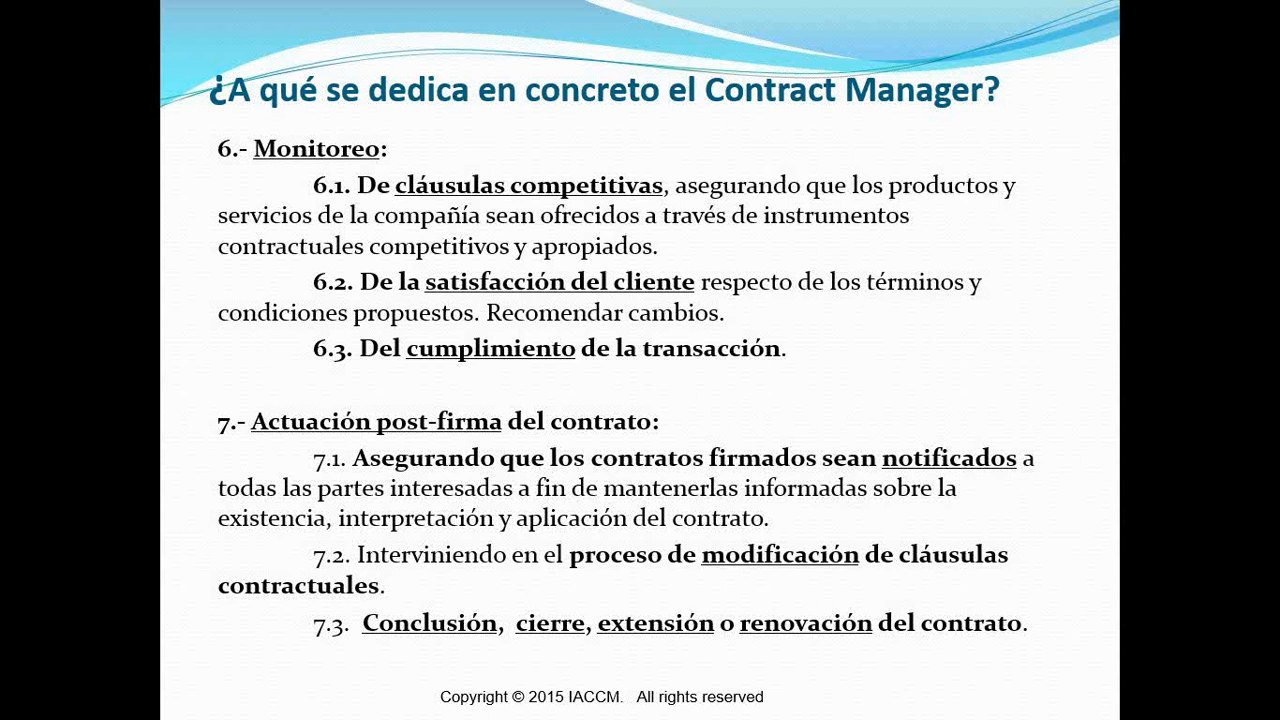 ¿A qué se dedica en concreto el Contract Manager?
6.- Monitoreo:
6.1. De cláusulas competitivas, asegurando que los productos y
servicios de la compañía sean ofrecidos a través de instrumentos
contractuales competitivos y apropiados.
6.2. De la satisfacción del cliente respecto de los términos y
condiciones propuestos. Recomendar cambios.
6.3. Del cumplimiento de la transacción.
7.- Actuación post-firma del contrato:
7.1. Asegurando que los contratos firmados sean notificados a
todas las partes interesadas a fin de mantenerlas informadas sobre la
existencia, interpretación y aplicación del contrato.
7.2. Interviniendo en el proceso de modificación de cláusulas
contractuales.
7.3. Conclusión, cierre, extensión o renovación del contrato.
Copyright © 2015 IACCM. All rights reserved